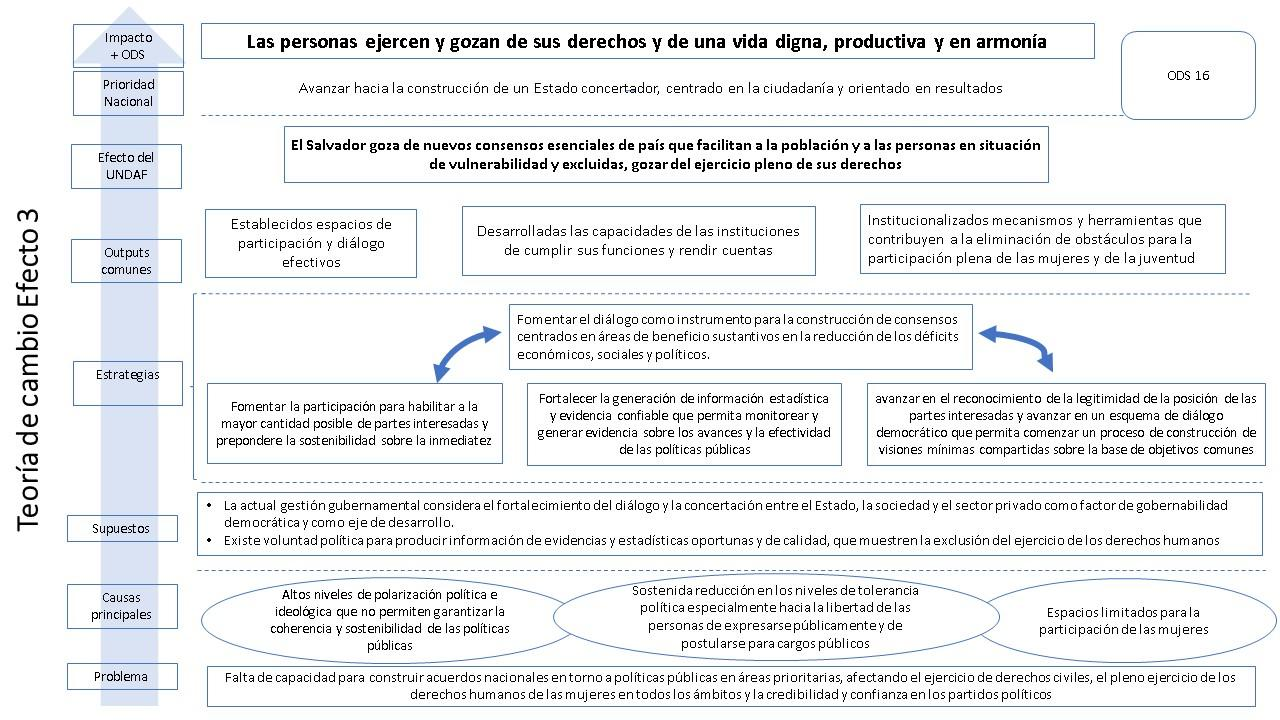 Teoría de cambio Efecto 3
Impacto
+ ODS
Las personas ejercen y gozan de sus derechos y de una vida digna, productiva y en armonía
ODS 16
Prioridad
Nacional
Avanzar hacia la construcción de un Estado concertador, centrado en la ciudadanía y orientado en resultados
Efecto del
UNDAF
El Salvador goza de nuevos consensos esenciales de país que facilitan a la población y a las personas en situación
de vulnerabilidad y excluidas, gozar del ejercicio pleno de sus derechos
Outputs
comunes
Establecidos espacios de
participación y diálogo
efectivos
Desarrolladas las capacidades de las instituciones
de cumplir sus funciones y rendir cuentas
Institucionalizados mecanismos y herramientas que
contribuyen a la eliminación de obstáculos para la
participación plena de las mujeres y de la juventud
Estrategias
Fomentar el diálogo como instrumento para la construcción de consensos
centrados en áreas de beneficio sustantivos en la reducción de los déficits
económicos, sociales y políticos.
Fomentar la participación para habilitar a la
mayor cantidad posible de partes interesadas y
prepondere la sostenibilidad sobre la inmediatez
Fortalecer la generación de información estadística
y evidencia confiable que permita monitorear y
generar evidencia sobre los avances y la efectividad
de las políticas públicas
avanzar en el reconocimiento de la legitimidad de la posición de las
partes interesadas y avanzar en un esquema de diálogo
democrático que permita comenzar un proceso de construcción de
visiones mínimas compartidas sobre la base de objetivos comunes
Supuestos
• La actual gestión gubernamental considera el fortalecimiento del diálogo y la concertación entre el Estado, la sociedad y el sector privado como factor de gobernabilidad
democrática y como eje de desarrollo.
• Existe voluntad política para producir información de evidencias y estadísticas oportunas y de calidad, que muestren la exclusión del ejercicio de los derechos humanos
Causas
principales
Altos niveles de polarización política e
ideológica que no permiten garantizar la
coherencia y sostenibilidad de las políticas
públicas
Sostenida reducción en los niveles de tolerancia
política especialmente hacia la libertad de las
personas de expresarse públicamente y de
postularse para cargos públicos
Espacios limitados para la
participación de las mujeres
Problema
Falta de capacidad para construir acuerdos nacionales en torno a políticas públicas en áreas prioritarias, afectando el ejercicio de derechos civiles, el pleno ejercicio de los
derechos humanos de las mujeres en todos los ámbitos y la credibilidad y confianza en los partidos políticos